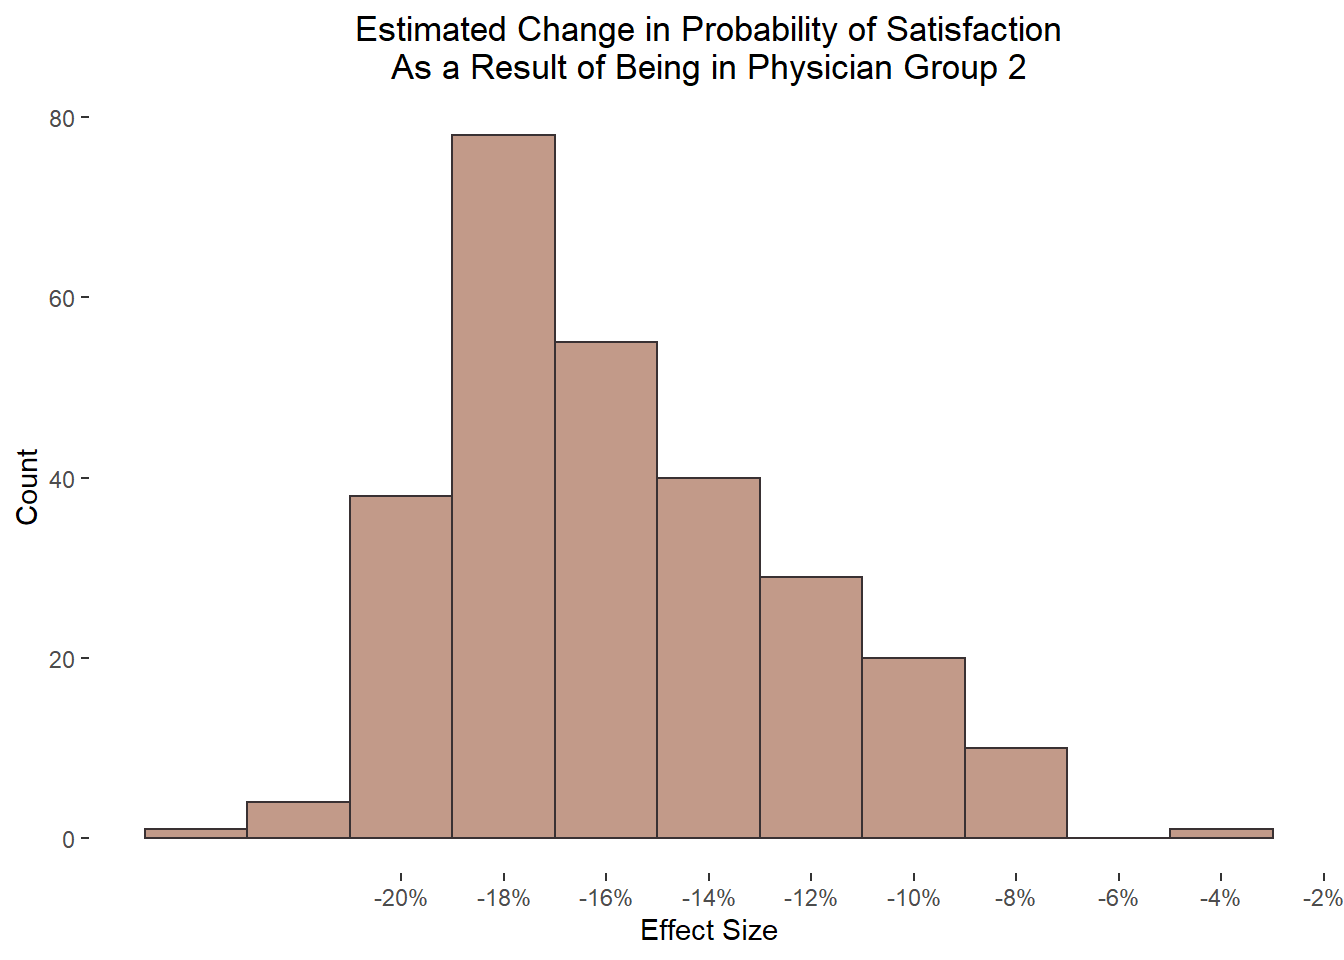 Estimated Change in Probability of Satisfaction
As a Result of Being in Physician Group 2
80
60
40
20
0
Count
-20% -18% -16% -14% -12% -10% -8% -6% -4% -2%
Effect Size